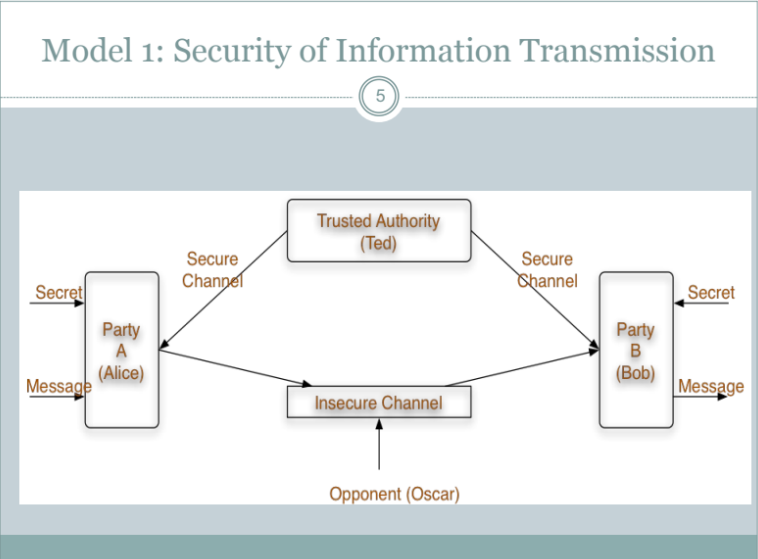 Model 1: Security of Information Transmission
5
Trusted Authority
(Ted)
Secure
Channel
Secure
Channel
Secret
Party
A
(Alice)
Message
Secret
Party
B
(Bob)
Message
Insecure Channel
Opponent (Oscar)